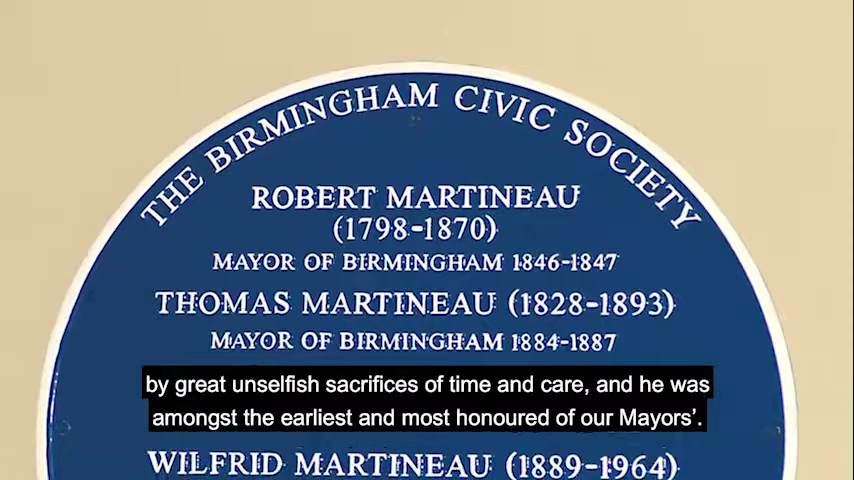 THE BIRMINGHAM CIVIC SOCIETY
ROBERT MARTINEAU
(1798-1870)
MAYOR OF BIRMINGHAM 1846-1847
THOMAS MARTINEAU (1828-1893)
MAYOR OF BIRMINGHAM 1884-1887
by great unselfish sacrifices of time and care, and he was
amongst the earliest and most honoured of our Mayors’.
WILFRID MARTINEAU (1889-1964)